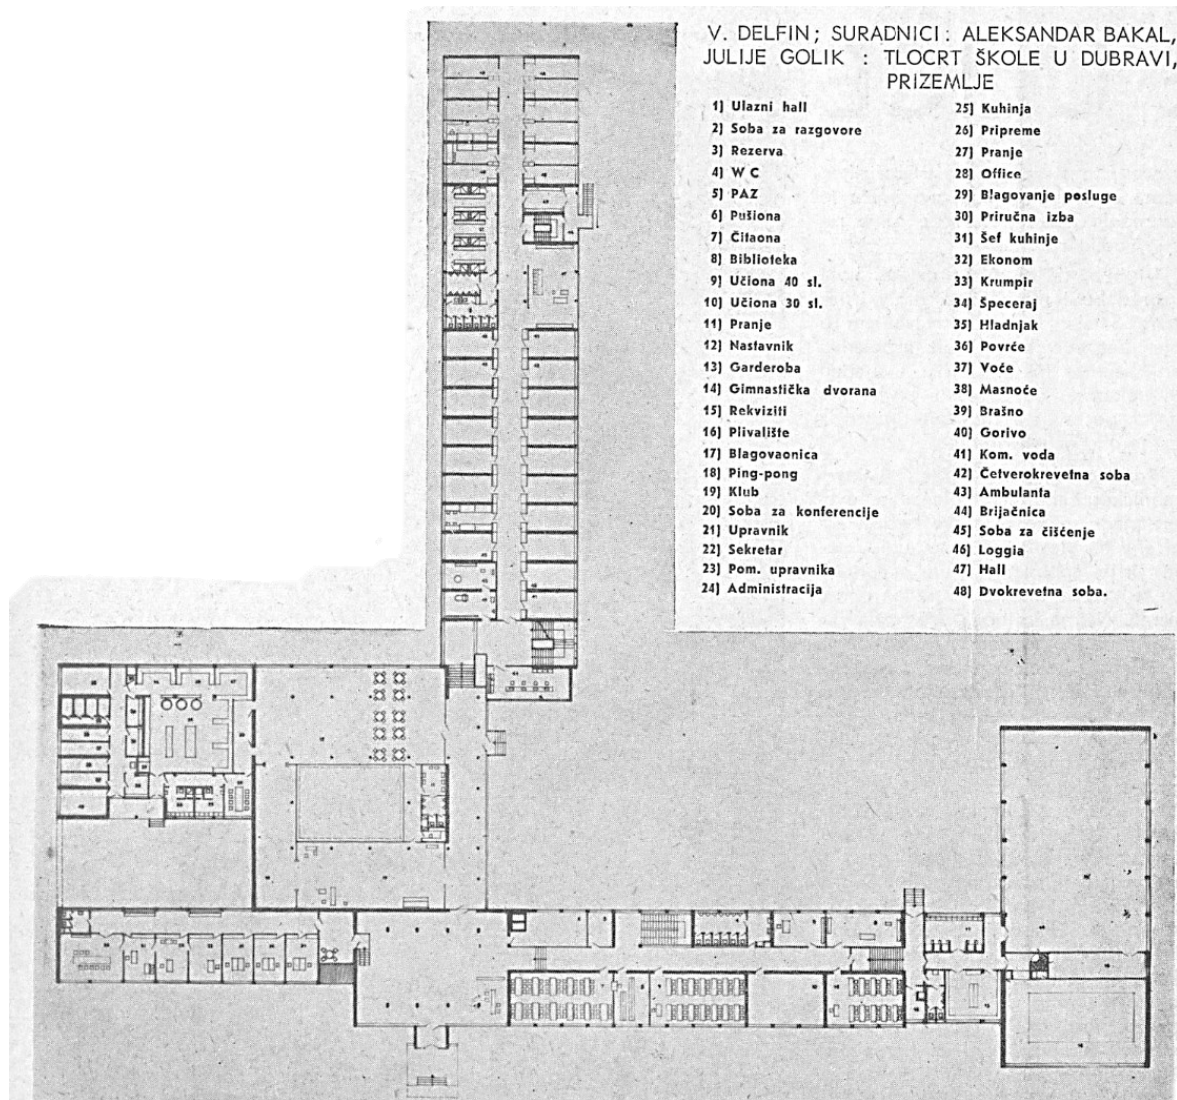 V. DELFIN; SURADNICI: ALEKSANDAR BAKAL,
JULIJE GOLIK : TLOCRT ŠKOLE U DUBRAVI,
PRIZEMLJE
1) Ulazni hall
2) Soba za razgovore
3) Rezerva
4) W C
5) PAZ
6) Pušiona
7) Čitaona
8) Biblioteka
9) Učiona 40 sl.
10) Učiona 30 sl.
11) Pranje
12) Nastavnik
13) Garderoba
14) Gimnastička dvorana
15) Rekviziti
16) Plivalište
17) Blagovaonica
18) Ping-pong
19) Klub
20) Soba za konferencije
21) Upravnik
22) Sekretar
23) Pom. upravnika
24) Administracija
25) Kuhinja
26) Pripreme
27) Pranje
28) Office
29) Blagovanje posluge
30) Priručna izba
31) Šef kuhinje
32) Ekonom
33) Krumpir
34) Špeceraj
35) Hladnjak
36) Povrće
37) Voće
38) Masnoće
39) Brašno
40) Gorivo
41) Kom. voda
42) Četverokrevetna soba
43) Ambulanta
44) Brijačnica
45) Soba za čišćenje
46) Loggia
47) Hall
48) Dvokrevetna soba.